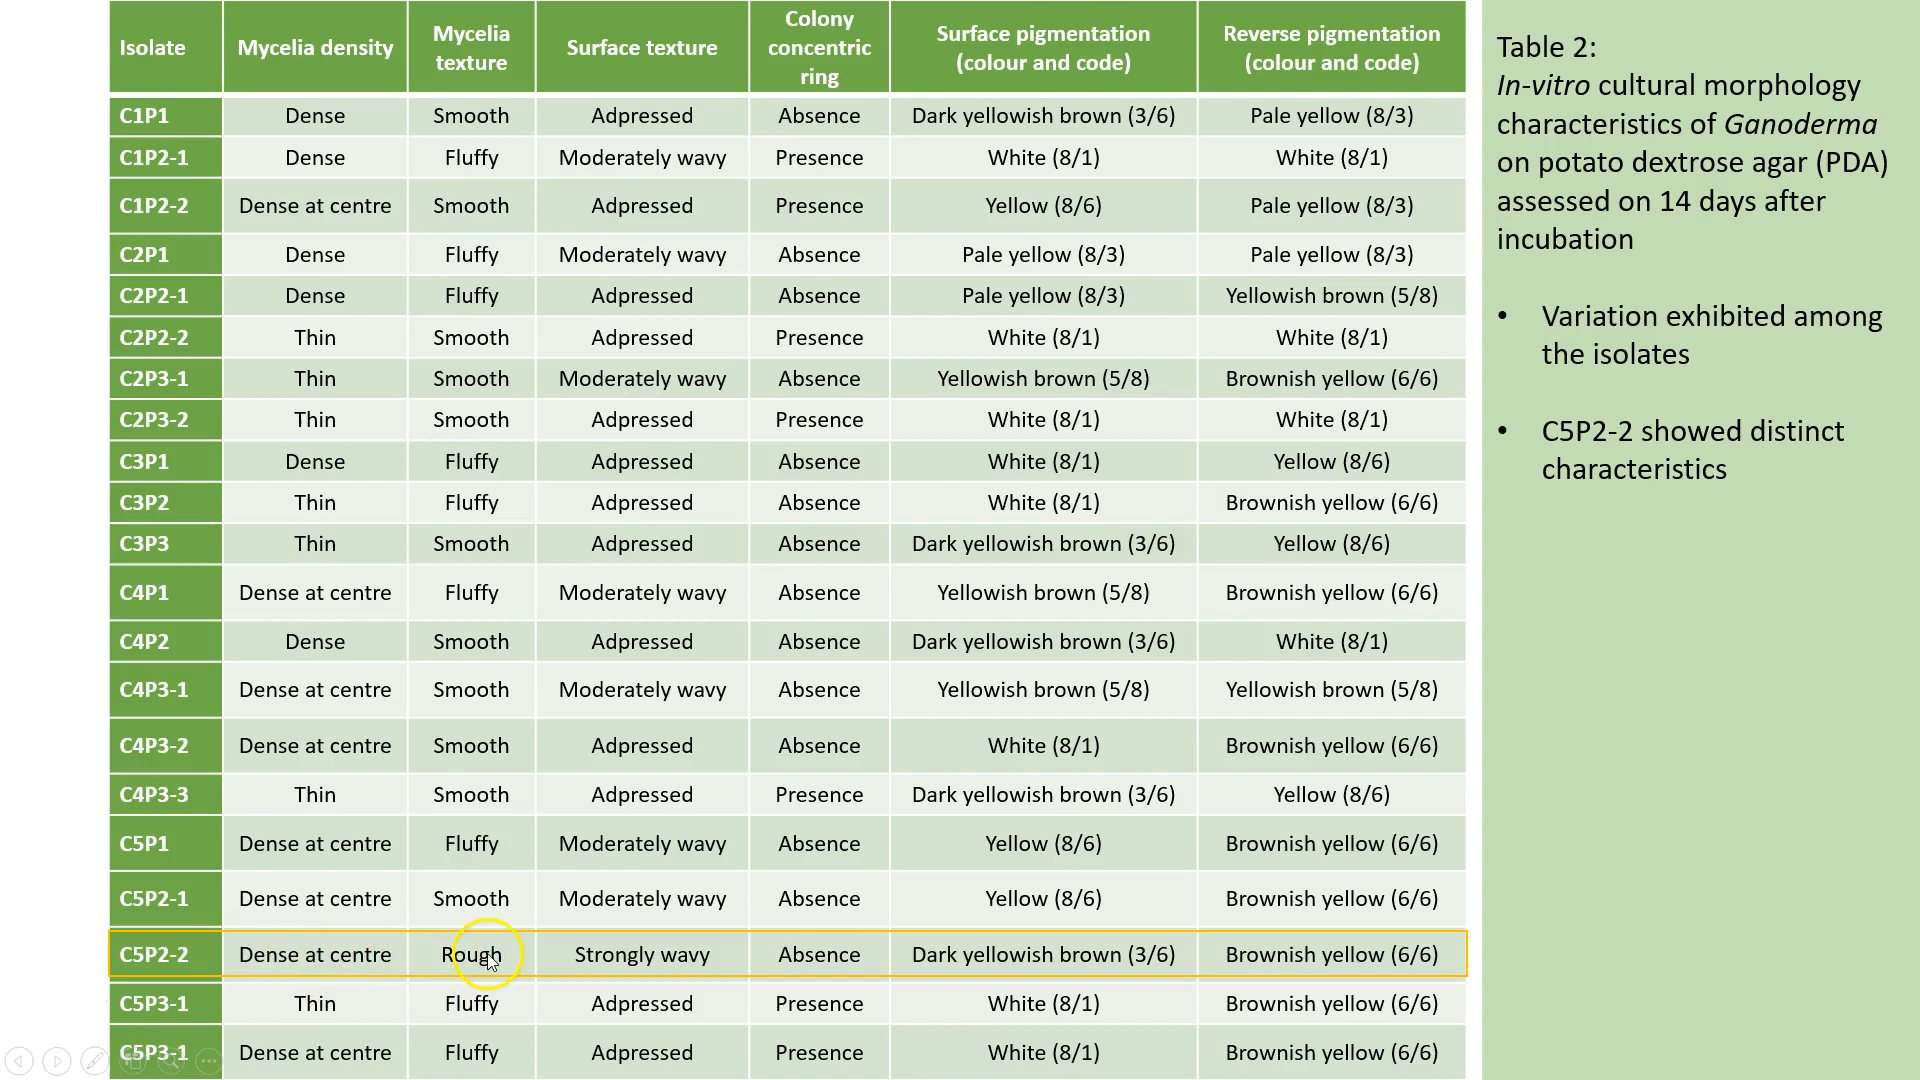 Isolate Mycelia density Mycelia texture Surface texture Colony concentric ring Surface pigmentation (colour and code) Reverse pigmentation (colour and code)
C1P1 Dense Smooth Adpressed Absence Dark yellowish brown (3/6) Pale yellow (8/3)
C1P2-1 Dense Fluffy Moderately wavy Presence White (8/1) White (8/1)
C1P2-2 Dense at centre Smooth Adpressed Presence Yellow (8/6) Pale yellow (8/3)
C2P1 Dense Fluffy Moderately wavy Absence Pale yellow (8/3) Pale yellow (8/3)
C2P2-1 Dense Fluffy Adpressed Absence Pale yellow (8/3) Yellowish brown (5/8)
C2P2-2 Thin Smooth Adpressed Presence White (8/1) White (8/1)
C2P3-1 Thin Smooth Moderately wavy Absence Yellowish brown (5/8) Brownish yellow (6/6)
C2P3-2 Thin Smooth Adpressed Presence White (8/1) White (8/1)
C3P1 Dense Fluffy Adpressed Absence White (8/1) Yellow (8/6)
C3P2 Thin Fluffy Adpressed Absence White (8/1) Brownish yellow (6/6)
C3P3 Thin Smooth Adpressed Absence Dark yellowish brown (3/6) Yellow (8/6)
C4P1 Dense at centre Fluffy Moderately wavy Absence Yellowish brown (5/8) Brownish yellow (6/6)
C4P2 Dense Smooth Adpressed Absence Dark yellowish brown (3/6) White (8/1)
C4P3-1 Dense at centre Smooth Moderately wavy Absence Yellowish brown (5/8) Yellowish brown (5/8)
C4P3-2 Dense at centre Smooth Adpressed Absence White (8/1) Brownish yellow (6/6)
C4P3-3 Thin Smooth Adpressed Presence Dark yellowish brown (3/6) Yellow (8/6)
C5P1 Dense at centre Fluffy Moderately wavy Absence Yellow (8/6) Brownish yellow (6/6)
C5P2-1 Dense at centre Smooth Moderately wavy Absence Yellow (8/6) Brownish yellow (6/6)
C5P2-2 Dense at centre Rough Strongly wavy Absence Dark yellowish brown (3/6) Brownish yellow (6/6)
C5P3-1 Thin Fluffy Adpressed Presence White (8/1) Brownish yellow (6/6)
C5P3-1 Dense at centre Fluffy Adpressed Presence White (8/1) Brownish yellow (6/6)
Table 2:
In-vitro cultural morphology
characteristics of Ganoderma
on potato dextrose agar (PDA)
assessed on 14 days after
incubation
• Variation exhibited among
the isolates
• C5P2-2 showed distinct
characteristics